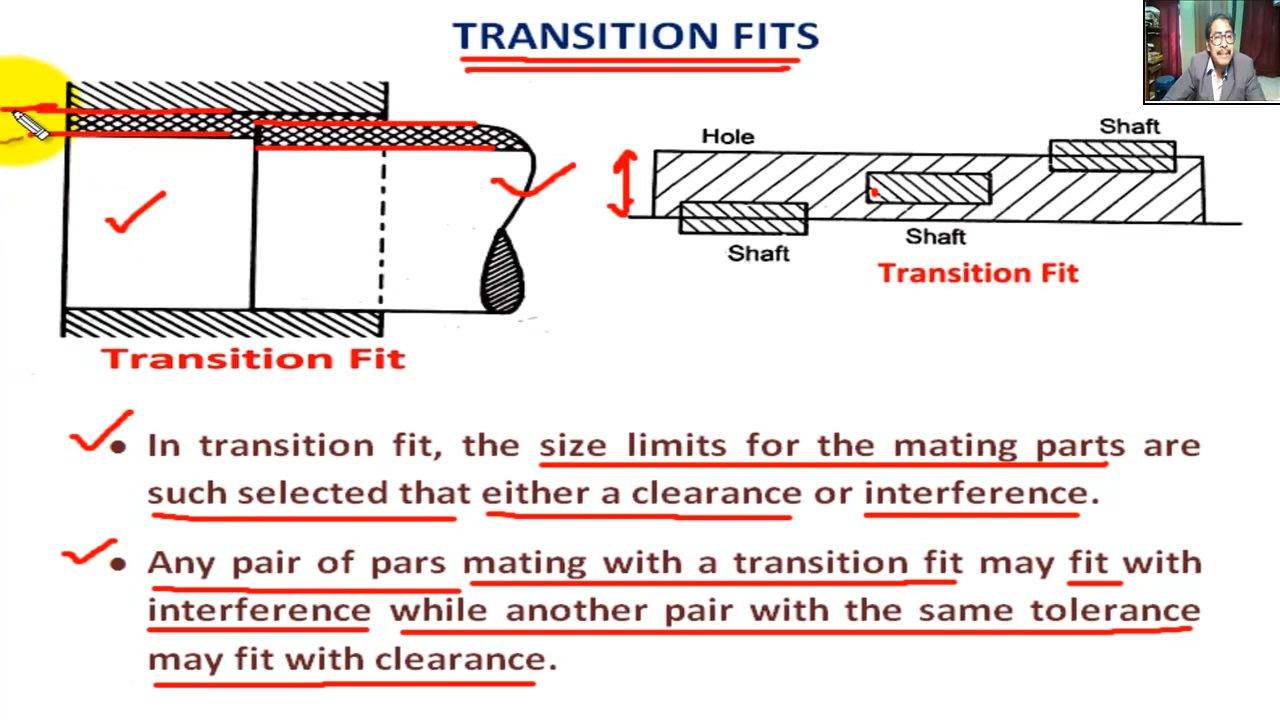 TRANSITION FITS
Hole
Shaft
Shaft
Shaft
Transition Fit
Transition Fit
• In transition fit, the size limits for the mating parts are
such selected that either a clearance or interference.
• Any pair of pars mating with a transition fit may fit with
interference while another pair with the same tolerance
may fit with clearance.